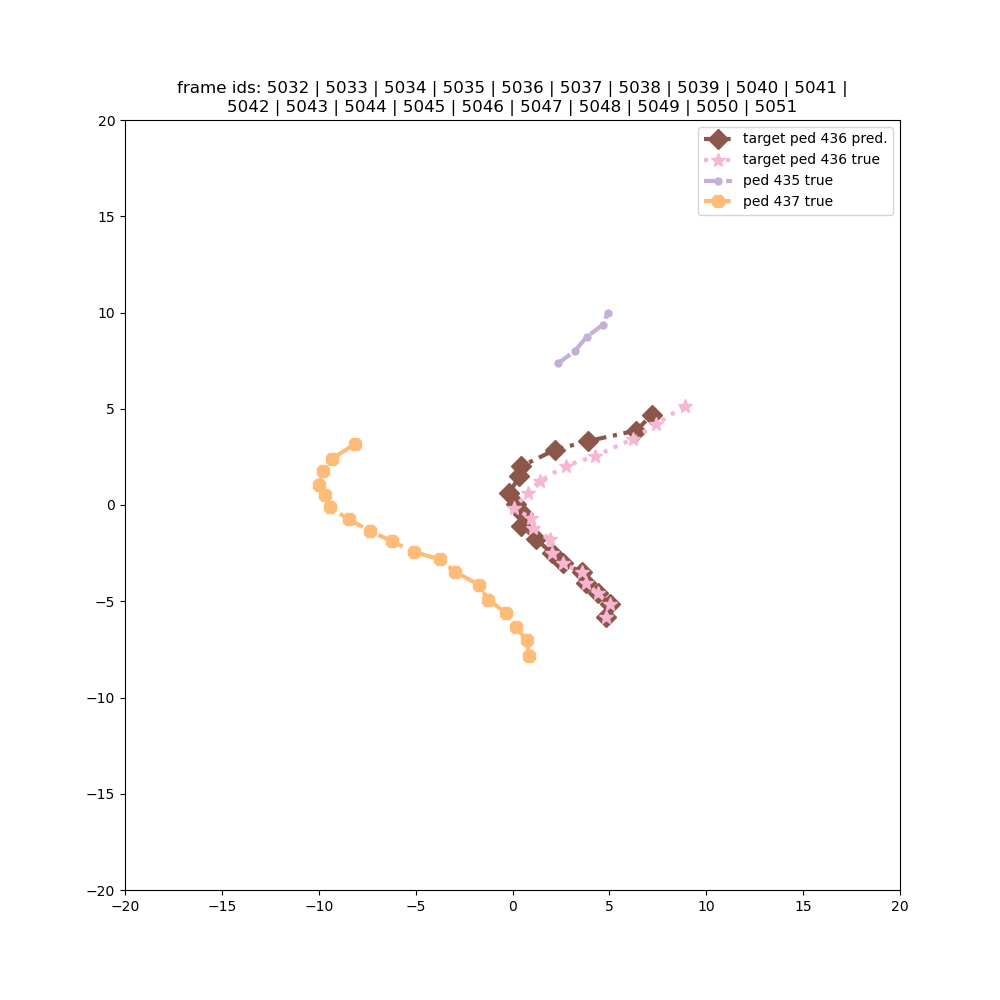 frame ids: 5032 | 5033 | 5034 | 5035 | 5036 | 5037 | 5038 | 5039 | 5040 | 5041 |
5042 | 5043 | 5044 | 5045 | 5046 | 5047 | 5048 | 5049 | 5050 | 5051
target ped 436 pred.
target ped 436 true
ped 435 true
ped 437 true
20
15
10
5
0
−5
−10
−15
−20
−20 −15 −10 −5 0 5 10 15 20